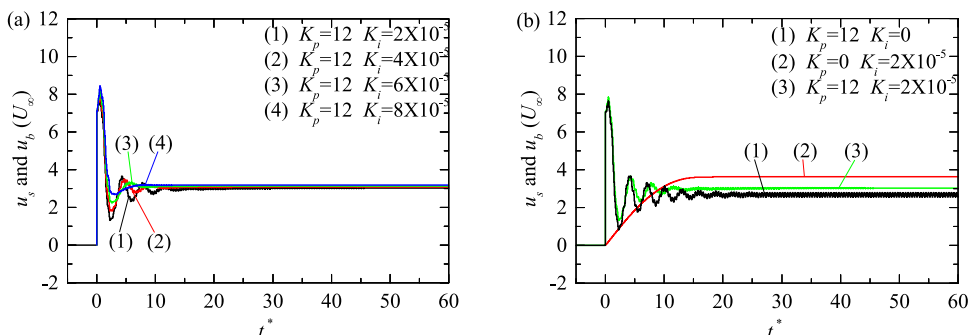 (a)
12
10
8
6
4
2
0
-2
(1) K_p=12 K_i=2X10^-5
(2) K_p=12 K_i=4X10^-5
(3) K_p=12 K_i=6X10^-5
(4) K_p=12 K_i=8X10^-5
(3)
(4)
(1)
(2)
u_s and u_b (U_∞)
0 10 20 30 40 50 60
t^*
(b)
12
10
8
6
4
2
0
-2
(1) K_p=12 K_i=0
(2) K_p=0 K_i=2X10^-5
(3) K_p=12 K_i=2X10^-5
(1)
(2)
(3)
u_s and u_b (U_∞)
0 10 20 30 40 50 60
t^*